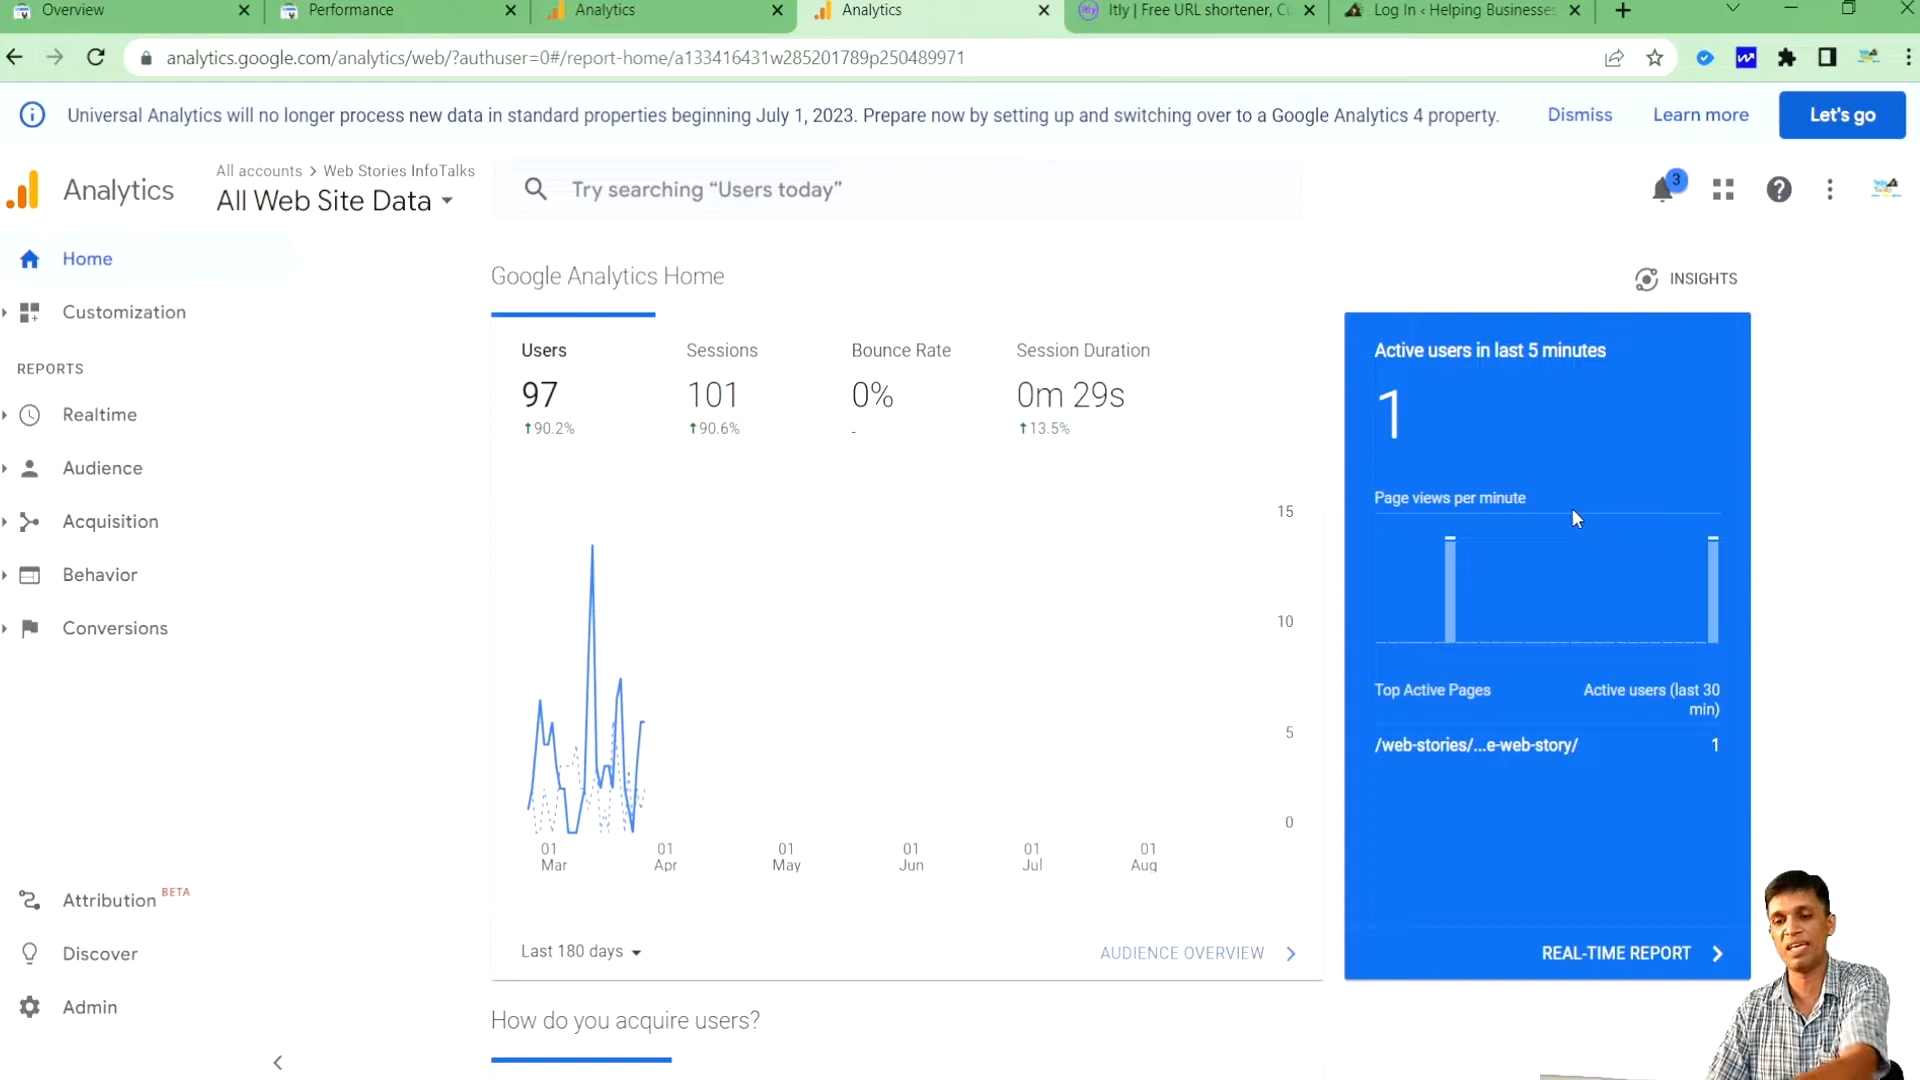 Overview
Performance
Analytics
Analytics
itly | Free URL shortener, Cu
Log In ‹ Helping Businesses
analytics.google.com/analytics/web/?authuser=0#/report-home/a133416431w285201789p250489971
Universal Analytics will no longer process new data in standard properties beginning July 1, 2023. Prepare now by setting up and switching over to a Google Analytics 4 property.
Dismiss
Learn more
Let's go
Analytics
All accounts > Web Stories InfoTalks
All Web Site Data
Try searching “Users today”
3
Home
Customization
REPORTS
Realtime
Audience
Acquisition
Behavior
Conversions
Attribution BETA
Discover
Admin
Google Analytics Home
INSIGHTS
Users
97
90.2%
Sessions
101
90.6%
Bounce Rate
0%
-
Session Duration
0m 29s
13.5%
15
10
5
0
01 Mar
01 Apr
01 May
01 Jun
01 Jul
01 Aug
Last 180 days
AUDIENCE OVERVIEW
Active users in last 5 minutes
1
Page views per minute
Top Active Pages
Active users (last 30
min)
/web-stories/...e-web-story/
1
REAL-TIME REPORT
How do you acquire users?